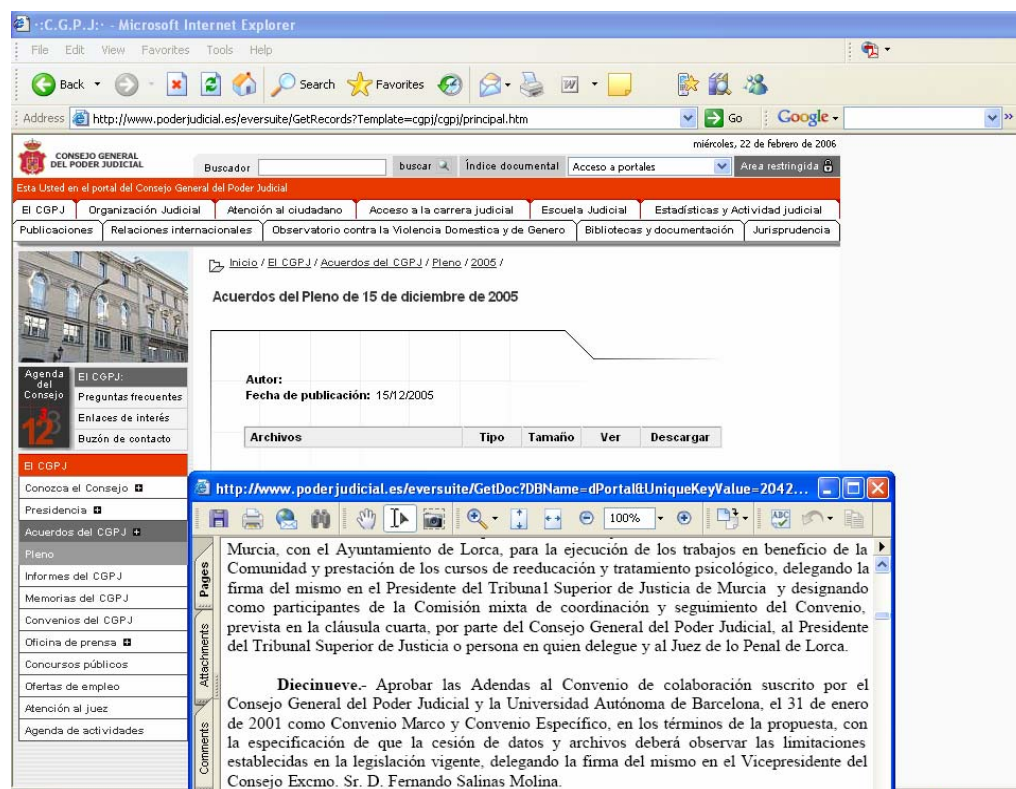 ·:C.G.P.J:· - Microsoft Internet Explorer
File Edit View Favorites Tools Help
Back Search Favorites
Address http://www.poderjudicial.es/eversuite/GetRecords?Template=cgpj/cgpj/principal.htm Go Google
miércoles, 22 de febrero de 2006
CONSEJO GENERAL
DEL PODER JUDICIAL
Buscador buscar Índice documental Acceso a portales Area restringida
Esta Usted en el portal del Consejo General del Poder Judicial
El CGPJ Organización Judicial Atención al ciudadano Acceso a la carrera judicial Escuela Judicial Estadísticas y Actividad judicial
Publicaciones Relaciones internacionales Observatorio contra la Violencia Domestica y de Genero Bibliotecas y documentación Jurisprudencia
Inicio / El CGPJ / Acuerdos del CGPJ / Pleno / 2005 /
Acuerdos del Pleno de 15 de diciembre de 2005
Autor:
Fecha de publicación: 15/12/2005
Archivos Tipo Tamaño Ver Descargar
Agenda
del
Consejo
El CGPJ:
Preguntas frecuentes
Enlaces de interés
Buzón de contacto
El CGPJ
Conozca el Consejo
Presidencia
Acuerdos del CGPJ
Pleno
Informes del CGPJ
Memorias del CGPJ
Convenios del CGPJ
Oficina de prensa
Concursos públicos
Ofertas de empleo
Atención al juez
Agenda de actividades
http://www.poderjudicial.es/eversuite/GetDoc?DBName=dPortal&UniqueKeyValue=2042...
100%
Pages
Attachments
Comments
Murcia, con el Ayuntamiento de Lorca, para la ejecución de los trabajos en beneficio de la
Comunidad y prestación de los cursos de reeducación y tratamiento psicológico, delegando la
firma del mismo en el Presidente del Tribunal Superior de Justicia de Murcia y designando
como participantes de la Comisión mixta de coordinación y seguimiento del Convenio,
prevista en la cláusula cuarta, por parte del Consejo General del Poder Judicial, al Presidente
del Tribunal Superior de Justicia o persona en quien delegue y al Juez de lo Penal de Lorca.
Diecinueve.- Aprobar las Adendas al Convenio de colaboración suscrito por el
Consejo General del Poder Judicial y la Universidad Autónoma de Barcelona, el 31 de enero
de 2001 como Convenio Marco y Convenio Específico, en los términos de la propuesta, con
la especificación de que la cesión de datos y archivos deberá observar las limitaciones
establecidas en la legislación vigente, delegando la firma del mismo en el Vicepresidente del
Consejo Excmo. Sr. D. Fernando Salinas Molina.